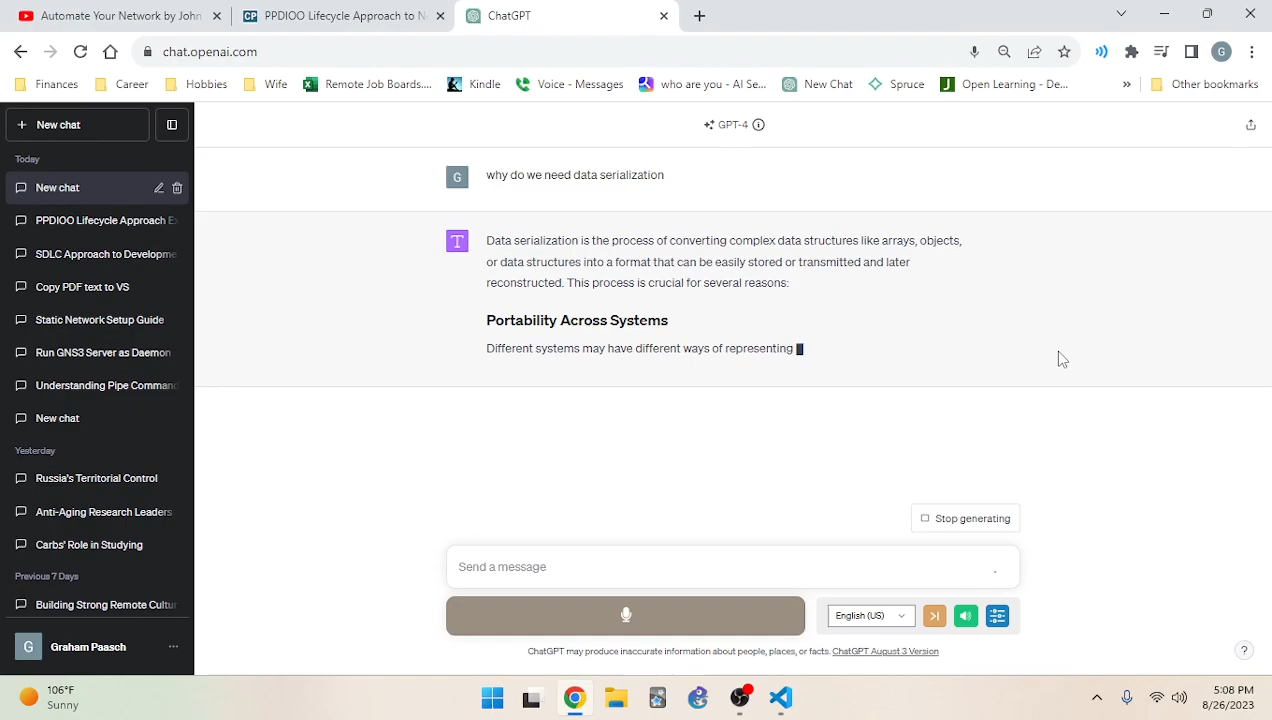 Automate Your Network by John
PPDIOO Lifecycle Approach to N
ChatGPT
chat.openai.com
G
Finances
Career
Hobbies
Wife
Remote Job Boards....
Kindle
Voice - Messages
who are you - AI Se...
New Chat
Spruce
Open Learning - De...
»
Other bookmarks
New chat
GPT-4
Today
New chat
PPDIOO Lifecycle Approach Ex
SDLC Approach to Developme
Copy PDF text to VS
Static Network Setup Guide
Run GNS3 Server as Daemon
Understanding Pipe Command
New chat
Yesterday
Russia's Territorial Control
Anti-Aging Research Leaders
Carbs' Role in Studying
Previous 7 Days
Building Strong Remote Cultur
G
Graham Paasch
...
G
why do we need data serialization
T
Data serialization is the process of converting complex data structures like arrays, objects,
or data structures into a format that can be easily stored or transmitted and later
reconstructed. This process is crucial for several reasons:
Portability Across Systems
Different systems may have different ways of representing
Stop generating
Send a message
English (US)
ChatGPT may produce inaccurate information about people, places, or facts. ChatGPT August 3 Version
?
106°F
Sunny
5:08 PM
8/26/2023